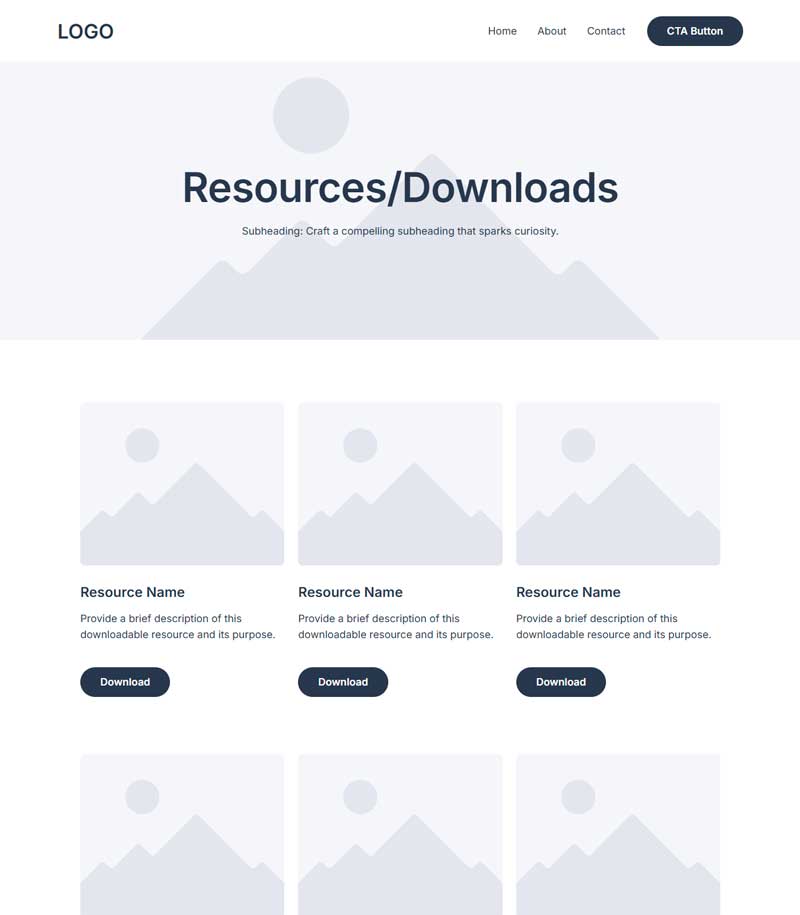 LOGO
Home About Contact CTA Button
Resources/Downloads
Subheading: Craft a compelling subheading that sparks curiosity.
Resource Name
Provide a brief description of this
downloadable resource and its purpose.
Download
Resource Name
Provide a brief description of this
downloadable resource and its purpose.
Download
Resource Name
Provide a brief description of this
downloadable resource and its purpose.
Download